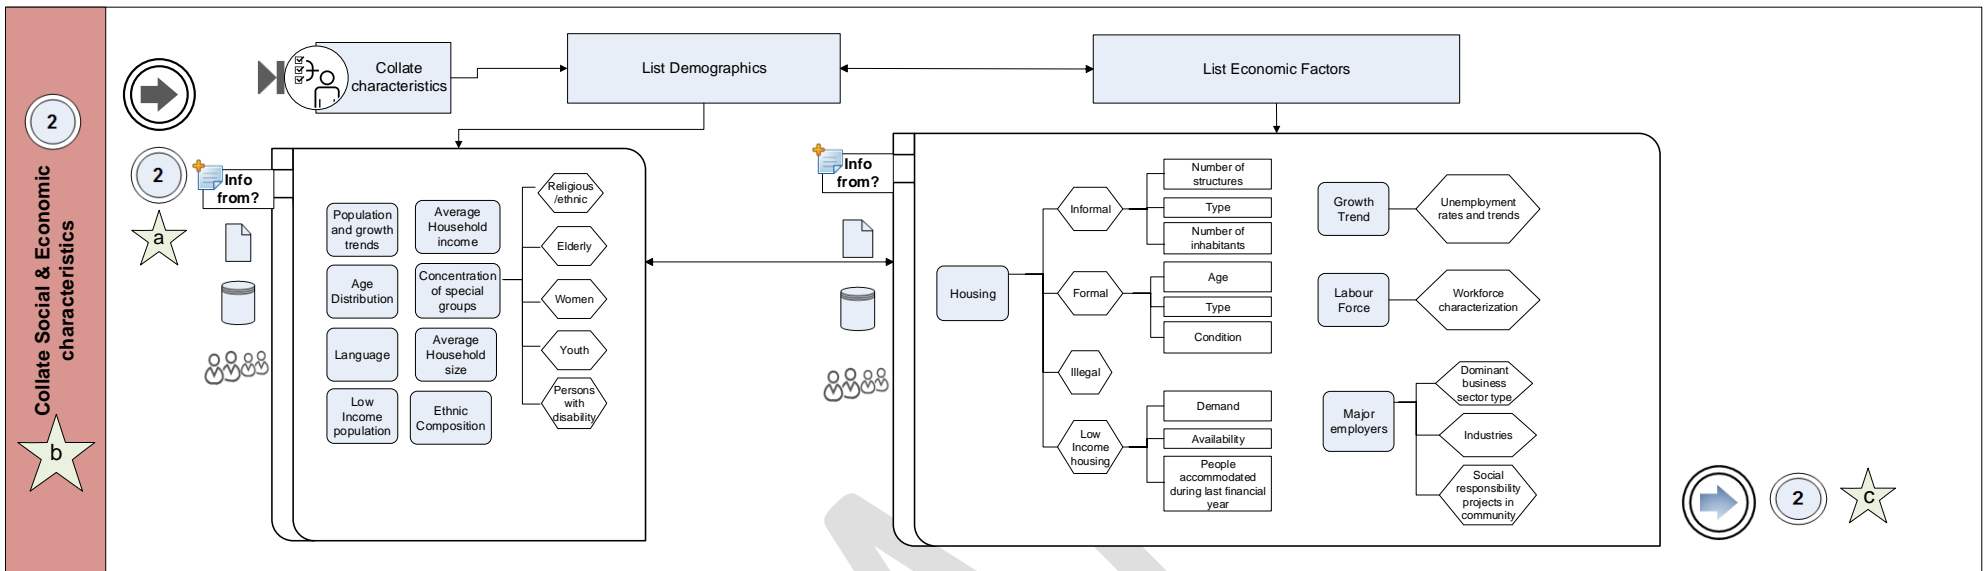 2
Collate Social & Economic
characteristics
b
2
a
Collate
characteristics
List Demographics
List Economic Factors
Info
from?
Population
and growth
trends
Average
Household
income
Age
Distribution
Concentration
of special
groups
Language
Average
Household
size
Low
Income
population
Ethnic
Composition
Religious
/ethnic
Elderly
Women
Youth
Persons
with
disability
Info
from?
Housing
Informal
Number of
structures
Type
Number of
inhabitants
Formal
Age
Type
Condition
Illegal
Low
Income
housing
Demand
Availability
People
accommodated
during last financial
year
Growth
Trend
Unemployment
rates and trends
Labour
Force
Workforce
characterization
Major
employers
Dominant
business
sector type
Industries
Social
responsibility
projects in
community
2
c